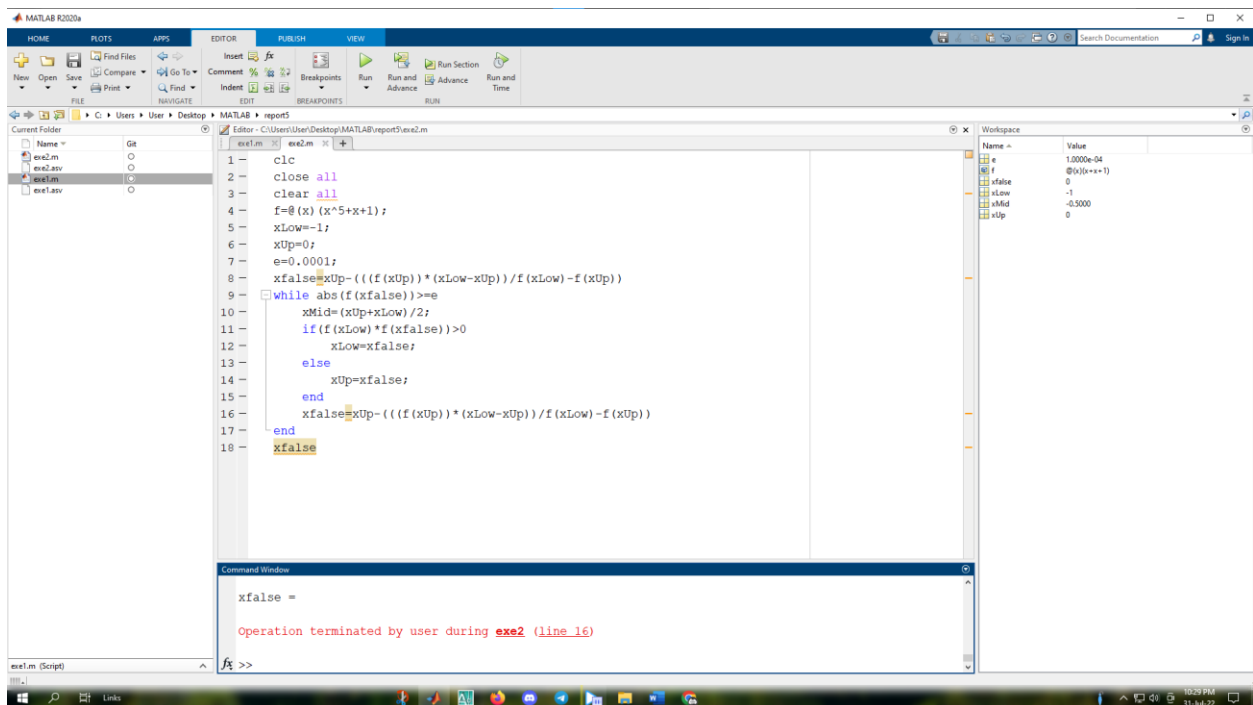 MATLAB R2020a
HOME PLOTS APPS EDITOR PUBLISH VIEW Search Documentation Sign In
New Open Save Find Files Compare Print Go To Find Insert fx Comment % Indent Breakpoints Run Run and Advance Run Section Advance Run and Time
FILE NAVIGATE EDIT BREAKPOINTS RUN
C: Users User Desktop MATLAB report5
Current Folder
Name Git
exe2.m
exe2.asv
exe1.m
exe1.asv
exe1.m (Script)
Editor - C:\Users\User\Desktop\MATLAB\report5\exe2.m
exe1.m exe2.m +
1 - clc
2 - close all
3 - clear all
4 - f=@(x)(x^5+x+1);
5 - xLow=-1;
6 - xUp=0;
7 - e=0.0001;
8 - xfalse=xUp-(((f(xUp))*(xLow-xUp))/f(xLow)-f(xUp))
9 - while abs(f(xfalse))>=e
10 - xMid=(xUp+xLow)/2;
11 - if(f(xLow)*f(xfalse))>0
12 - xLow=xfalse;
13 - else
14 - xUp=xfalse;
15 - end
16 - xfalse=xUp-(((f(xUp))*(xLow-xUp))/f(xLow)-f(xUp))
17 - end
18 - xfalse
Command Window
xfalse =
Operation terminated by user during exe2 (line 16)
fx >>
Workspace
Name Value
e 1.0000e-04
xfalse 0
xLow -1
xMid -0.5000
xUp 0
Links
10:29 PM
31-Jul-22